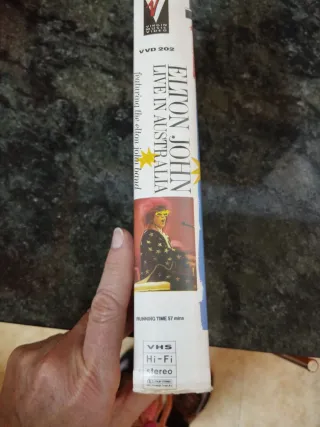 VIRGIN
MUSIC
VIDEO
VVD 202
ELTON JOHN
LIVE IN AUSTRALIA
featuring the elton john band
RUNNING TIME 57 mins
VHS
Hi-Fi
Stereo